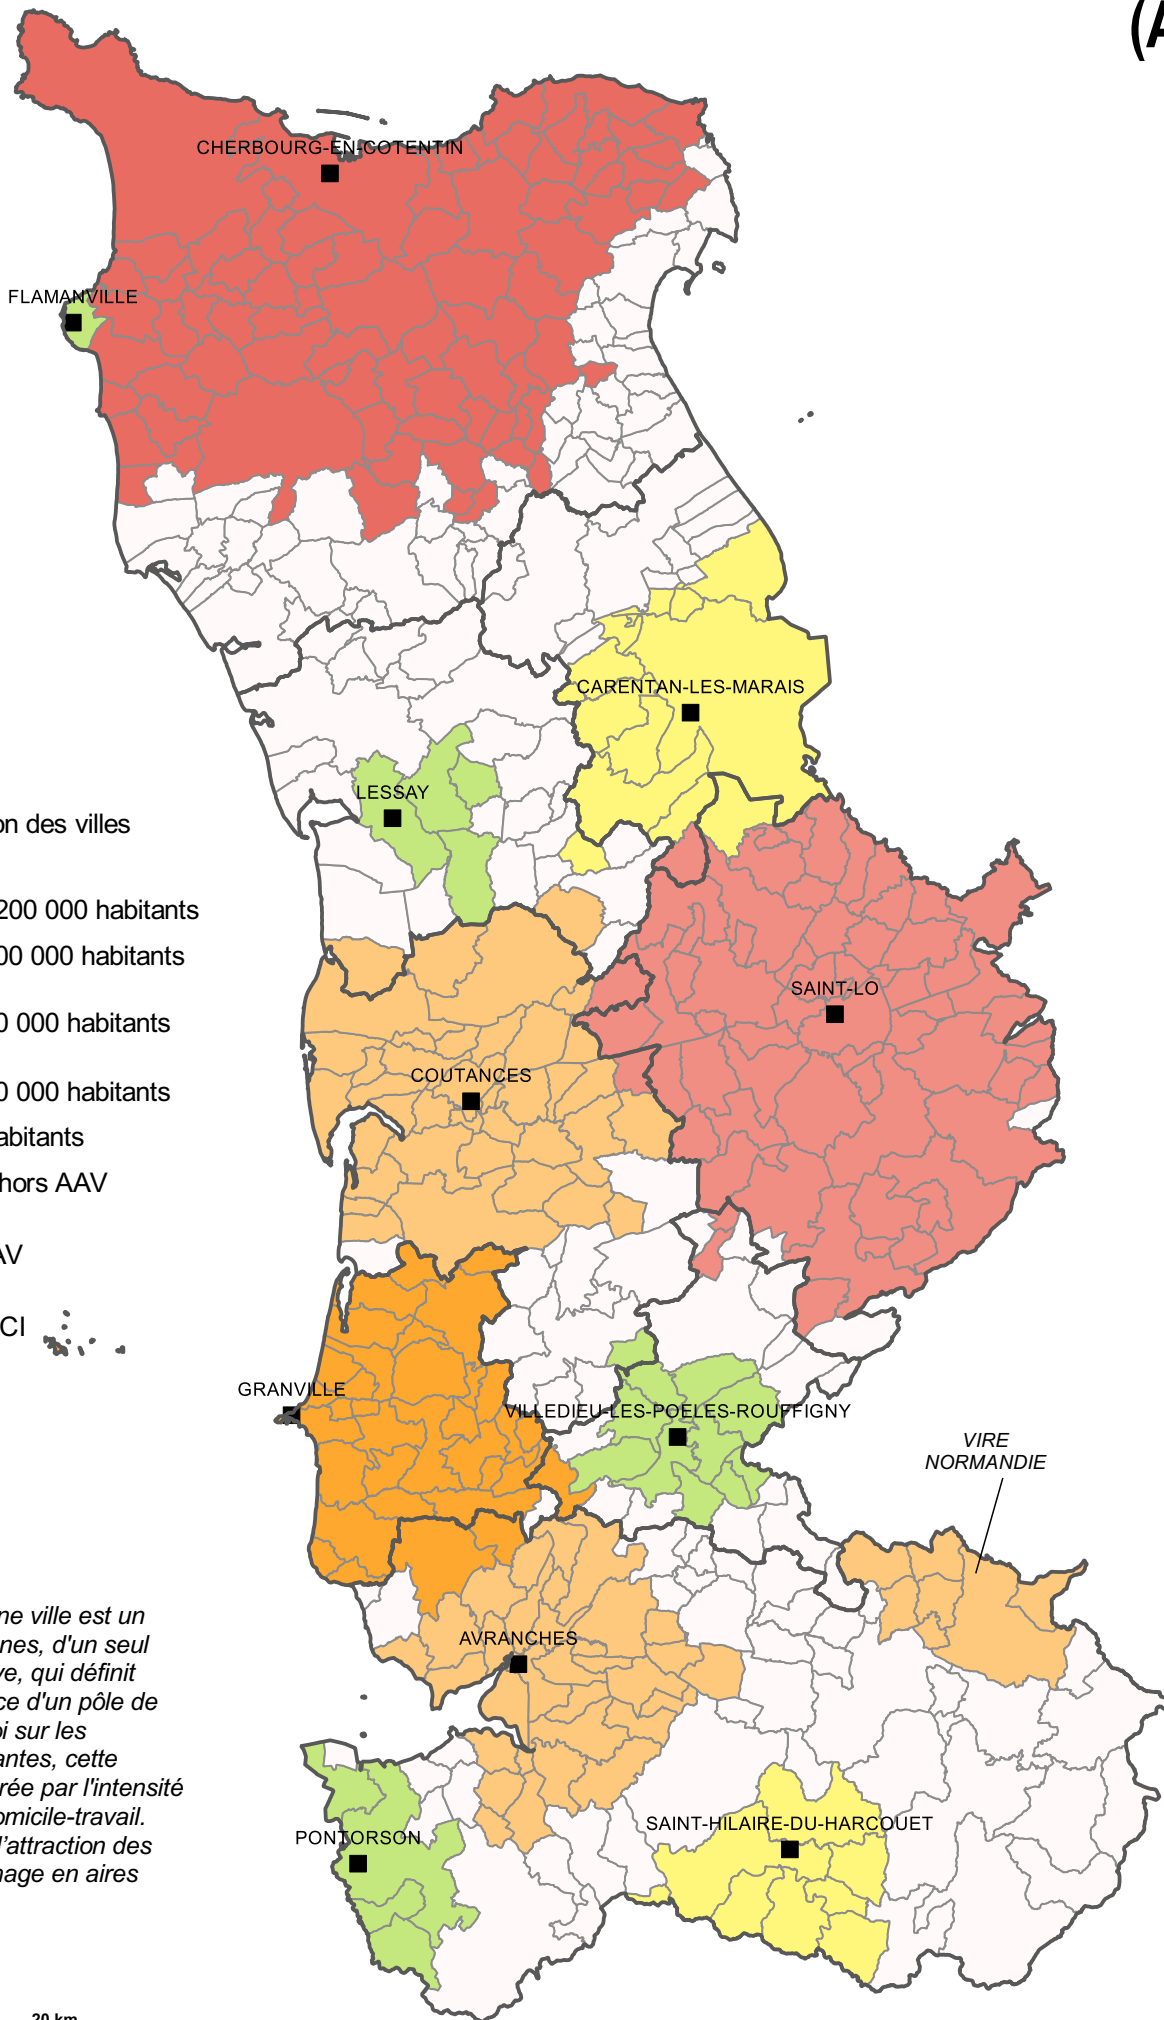 (A
CHERBOURG-EN-COTENTIN
FLAMANVILLE
CARENTAN-LES-MARAIS
LESSAY
on des villes
200 000 habitants
00 000 habitants
SAINT-LO
0 000 habitants
COUTANCES
0 000 habitants
abitants
hors AAV
AV
CI
GRANVILLE
VILLEDIEU-LES-POELES-ROUFFIGNY
VIRE
NORMANDIE
ne ville est un
nes, d'un seul
AVRANCHES
ve, qui définit
ce d'un pôle de
oi sur les
antes, cette
rée par l'intensité
omicile-travail.
SAINT-HILAIRE-DU-HARCOUET
l'attraction des
PONTORSON
nage en aires
20 km